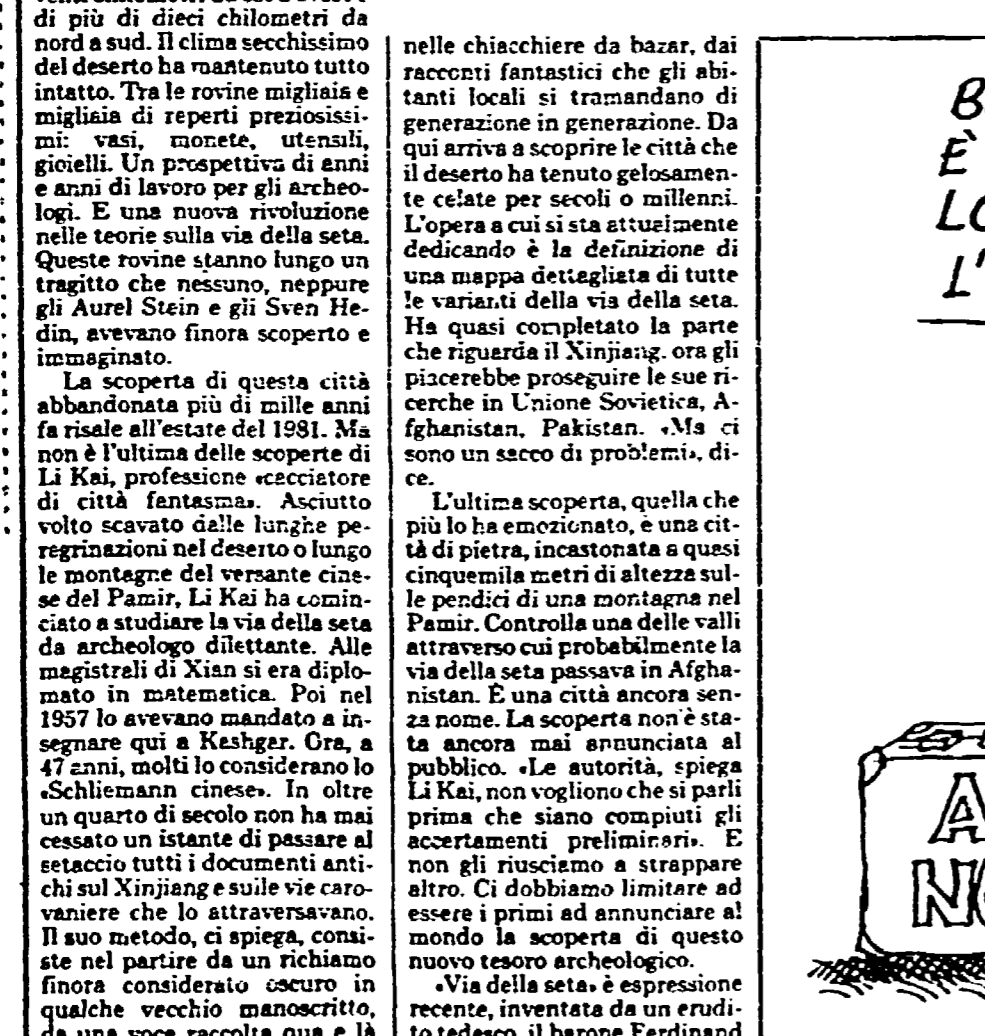 di più di dieci chilometri da
nord a sud. Il clima secchissimo
del deserto ha mantenuto tutto
intatto. Tra le rovine migliaia e
migliaia di reperti preziosissi-
mi: vasi, monete, utensili,
gioielli. Un prospettiva di anni
e anni di lavoro per gli archeo-
logi. E una nuova rivoluzione
nelle teorie sulla via della seta.
Queste rovine stanno lungo un
tragitto che nessuno, neppure
gli Aurel Stein e gli Sven He-
din, avevano finora scoperto e
immaginato.
La scoperta di questa città
abbandonata più di mille anni
fa risale all'estate del 1981. Ma
non è l'ultima delle scoperte di
Li Kai, professione «cacciatore
di città fantasma». Asciutto
volto scavato dalle lunghe pe-
regrinazioni nel deserto o lungo
le montagne del versante cine-
se del Pamir, Li Kai ha comin-
ciato a studiare la via della seta
da archeologo dilettante. Alle
magistrali di Xian si era diplo-
mato in matematica. Poi nel
1957 lo avevano mandato a in-
segnare qui a Kashgar. Ora, a
47 anni, molti lo considerano lo
«Schliemann cinese». In oltre
un quarto di secolo non ha mai
cessato un istante di passare al
setaccio tutti i documenti anti-
chi sul Xinjiang e sulle vie caro-
vaniere che lo attraversavano.
Il suo metodo, ci spiega, consi-
ste nel partire da un richiamo
finora considerato oscuro in
qualche vecchio manoscritto,
da una voce raccolta qua e là
nelle chiacchiere da bazar, dai
racconti fantastici che gli abi-
tanti locali si tramandano di
generazione in generazione. Da
qui arriva a scoprire le città che
il deserto ha tenuto gelosamen-
te celate per secoli o millenni.
L'opera a cui si sta attualmente
dedicando è la definizione di
una mappa dettagliata di tutte
le varianti della via della seta.
Ha quasi completato la parte
che riguarda il Xinjiang. ora gli
piacerebbe proseguire le sue ri-
cerche in Unione Sovietica, A-
fghanistan, Pakistan. «Ma ci
sono un sacco di problemi», di-
ce.
L'ultima scoperta, quella che
più lo ha emozionato, è una cit-
tà di pietra, incastonata a quasi
cinquemila metri di altezza sul-
le pendici di una montagna nel
Pamir. Controlla una delle valli
attraverso cui probabilmente la
via della seta passava in Afgha-
nistan. È una città ancora sen-
za nome. La scoperta non è sta-
ta ancora mai annunciata al
pubblico. «Le autorità, spiega
Li Kai, non vogliono che si parli
prima che siano compiuti gli
accertamenti preliminari». E
non gli riusciamo a strappare
altro. Ci dobbiamo limitare ad
essere i primi ad annunciare al
mondo la scoperta di questo
nuovo tesoro archeologico.
«Via della seta» è espressione
recente, inventata da un erudi-
to tedesco, il barone Ferdinand
È
L'